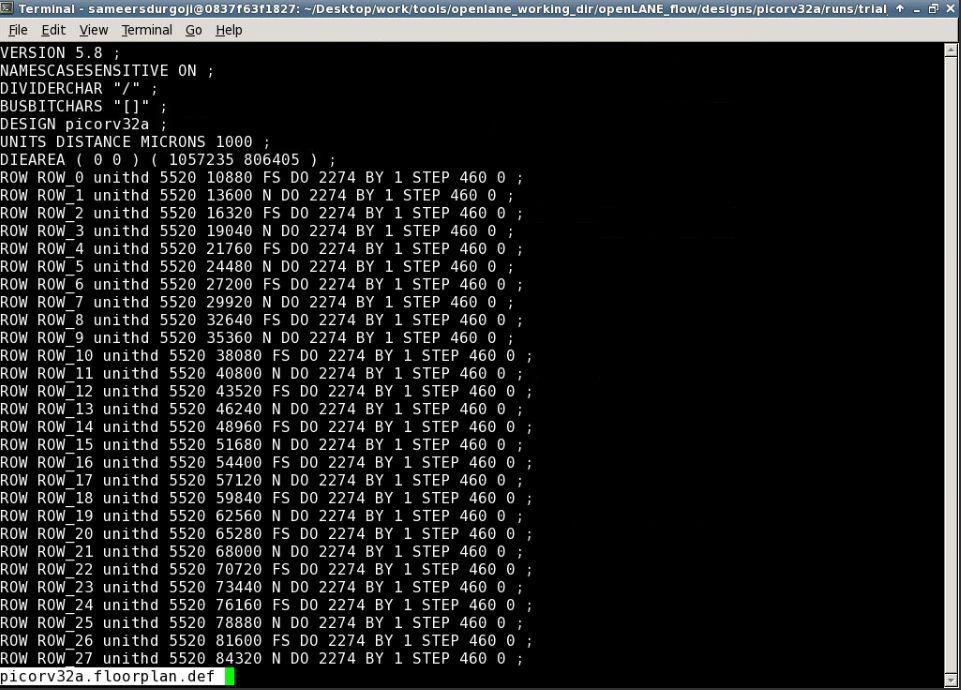 Terminal - sameersdurgoji@0837f63f1827: ~/Desktop/work/tools/openlane_working_dir/openLANE_flow/designs/picorv32a/runs/trial_
File Edit View Terminal Go Help
VERSION 5.8 ;
NAMESCASESENSITIVE ON ;
DIVIDERCHAR "/" ;
BUSBITCHARS "[]" ;
DESIGN picorv32a ;
UNITS DISTANCE MICRONS 1000 ;
DIEAREA ( 0 0 ) ( 1057235 806405 ) ;
ROW ROW_0 unithd 5520 10880 FS DO 2274 BY 1 STEP 460 0 ;
ROW ROW_1 unithd 5520 13600 N DO 2274 BY 1 STEP 460 0 ;
ROW ROW_2 unithd 5520 16320 FS DO 2274 BY 1 STEP 460 0 ;
ROW ROW_3 unithd 5520 19040 N DO 2274 BY 1 STEP 460 0 ;
ROW ROW_4 unithd 5520 21760 FS DO 2274 BY 1 STEP 460 0 ;
ROW ROW_5 unithd 5520 24480 N DO 2274 BY 1 STEP 460 0 ;
ROW ROW_6 unithd 5520 27200 FS DO 2274 BY 1 STEP 460 0 ;
ROW ROW_7 unithd 5520 29920 N DO 2274 BY 1 STEP 460 0 ;
ROW ROW_8 unithd 5520 32640 FS DO 2274 BY 1 STEP 460 0 ;
ROW ROW_9 unithd 5520 35360 N DO 2274 BY 1 STEP 460 0 ;
ROW ROW_10 unithd 5520 38080 FS DO 2274 BY 1 STEP 460 0 ;
ROW ROW_11 unithd 5520 40800 N DO 2274 BY 1 STEP 460 0 ;
ROW ROW_12 unithd 5520 43520 FS DO 2274 BY 1 STEP 460 0 ;
ROW ROW_13 unithd 5520 46240 N DO 2274 BY 1 STEP 460 0 ;
ROW ROW_14 unithd 5520 48960 FS DO 2274 BY 1 STEP 460 0 ;
ROW ROW_15 unithd 5520 51680 N DO 2274 BY 1 STEP 460 0 ;
ROW ROW_16 unithd 5520 54400 FS DO 2274 BY 1 STEP 460 0 ;
ROW ROW_17 unithd 5520 57120 N DO 2274 BY 1 STEP 460 0 ;
ROW ROW_18 unithd 5520 59840 FS DO 2274 BY 1 STEP 460 0 ;
ROW ROW_19 unithd 5520 62560 N DO 2274 BY 1 STEP 460 0 ;
ROW ROW_20 unithd 5520 65280 FS DO 2274 BY 1 STEP 460 0 ;
ROW ROW_21 unithd 5520 68000 N DO 2274 BY 1 STEP 460 0 ;
ROW ROW_22 unithd 5520 70720 FS DO 2274 BY 1 STEP 460 0 ;
ROW ROW_23 unithd 5520 73440 N DO 2274 BY 1 STEP 460 0 ;
ROW ROW_24 unithd 5520 76160 FS DO 2274 BY 1 STEP 460 0 ;
ROW ROW_25 unithd 5520 78880 N DO 2274 BY 1 STEP 460 0 ;
ROW ROW_26 unithd 5520 81600 FS DO 2274 BY 1 STEP 460 0 ;
ROW ROW_27 unithd 5520 84320 N DO 2274 BY 1 STEP 460 0 ;
picorv32a.floorplan.def